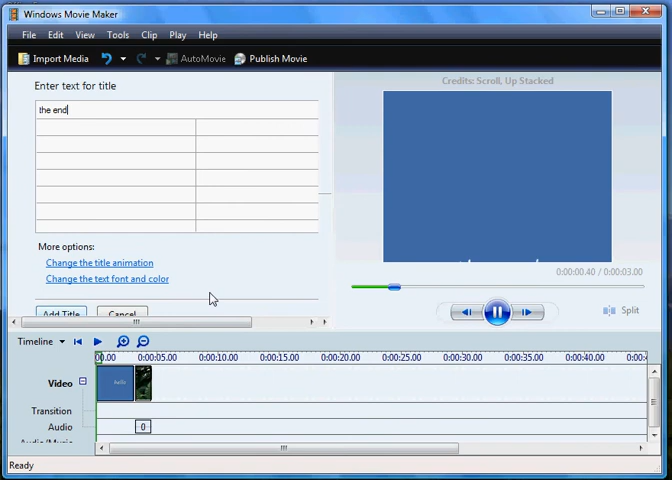 Windows Movie Maker
File Edit View Tools Clip Play Help
Import Media AutoMovie Publish Movie
Enter text for title
the end
More options:
Change the title animation
Change the text font and color
Add Title Cancel
Credits: Scroll, Up Stacked
0:00:00.40 / 0:00:03.00
Split
Timeline
00.00 0:00:05.00 0:00:10.00 0:00:15.00 0:00:20.00 0:00:25.00 0:00:30.00 0:00:35.00 0:00:40.00
Video
hello
Transition
Audio
0
Audio/Music
Ready